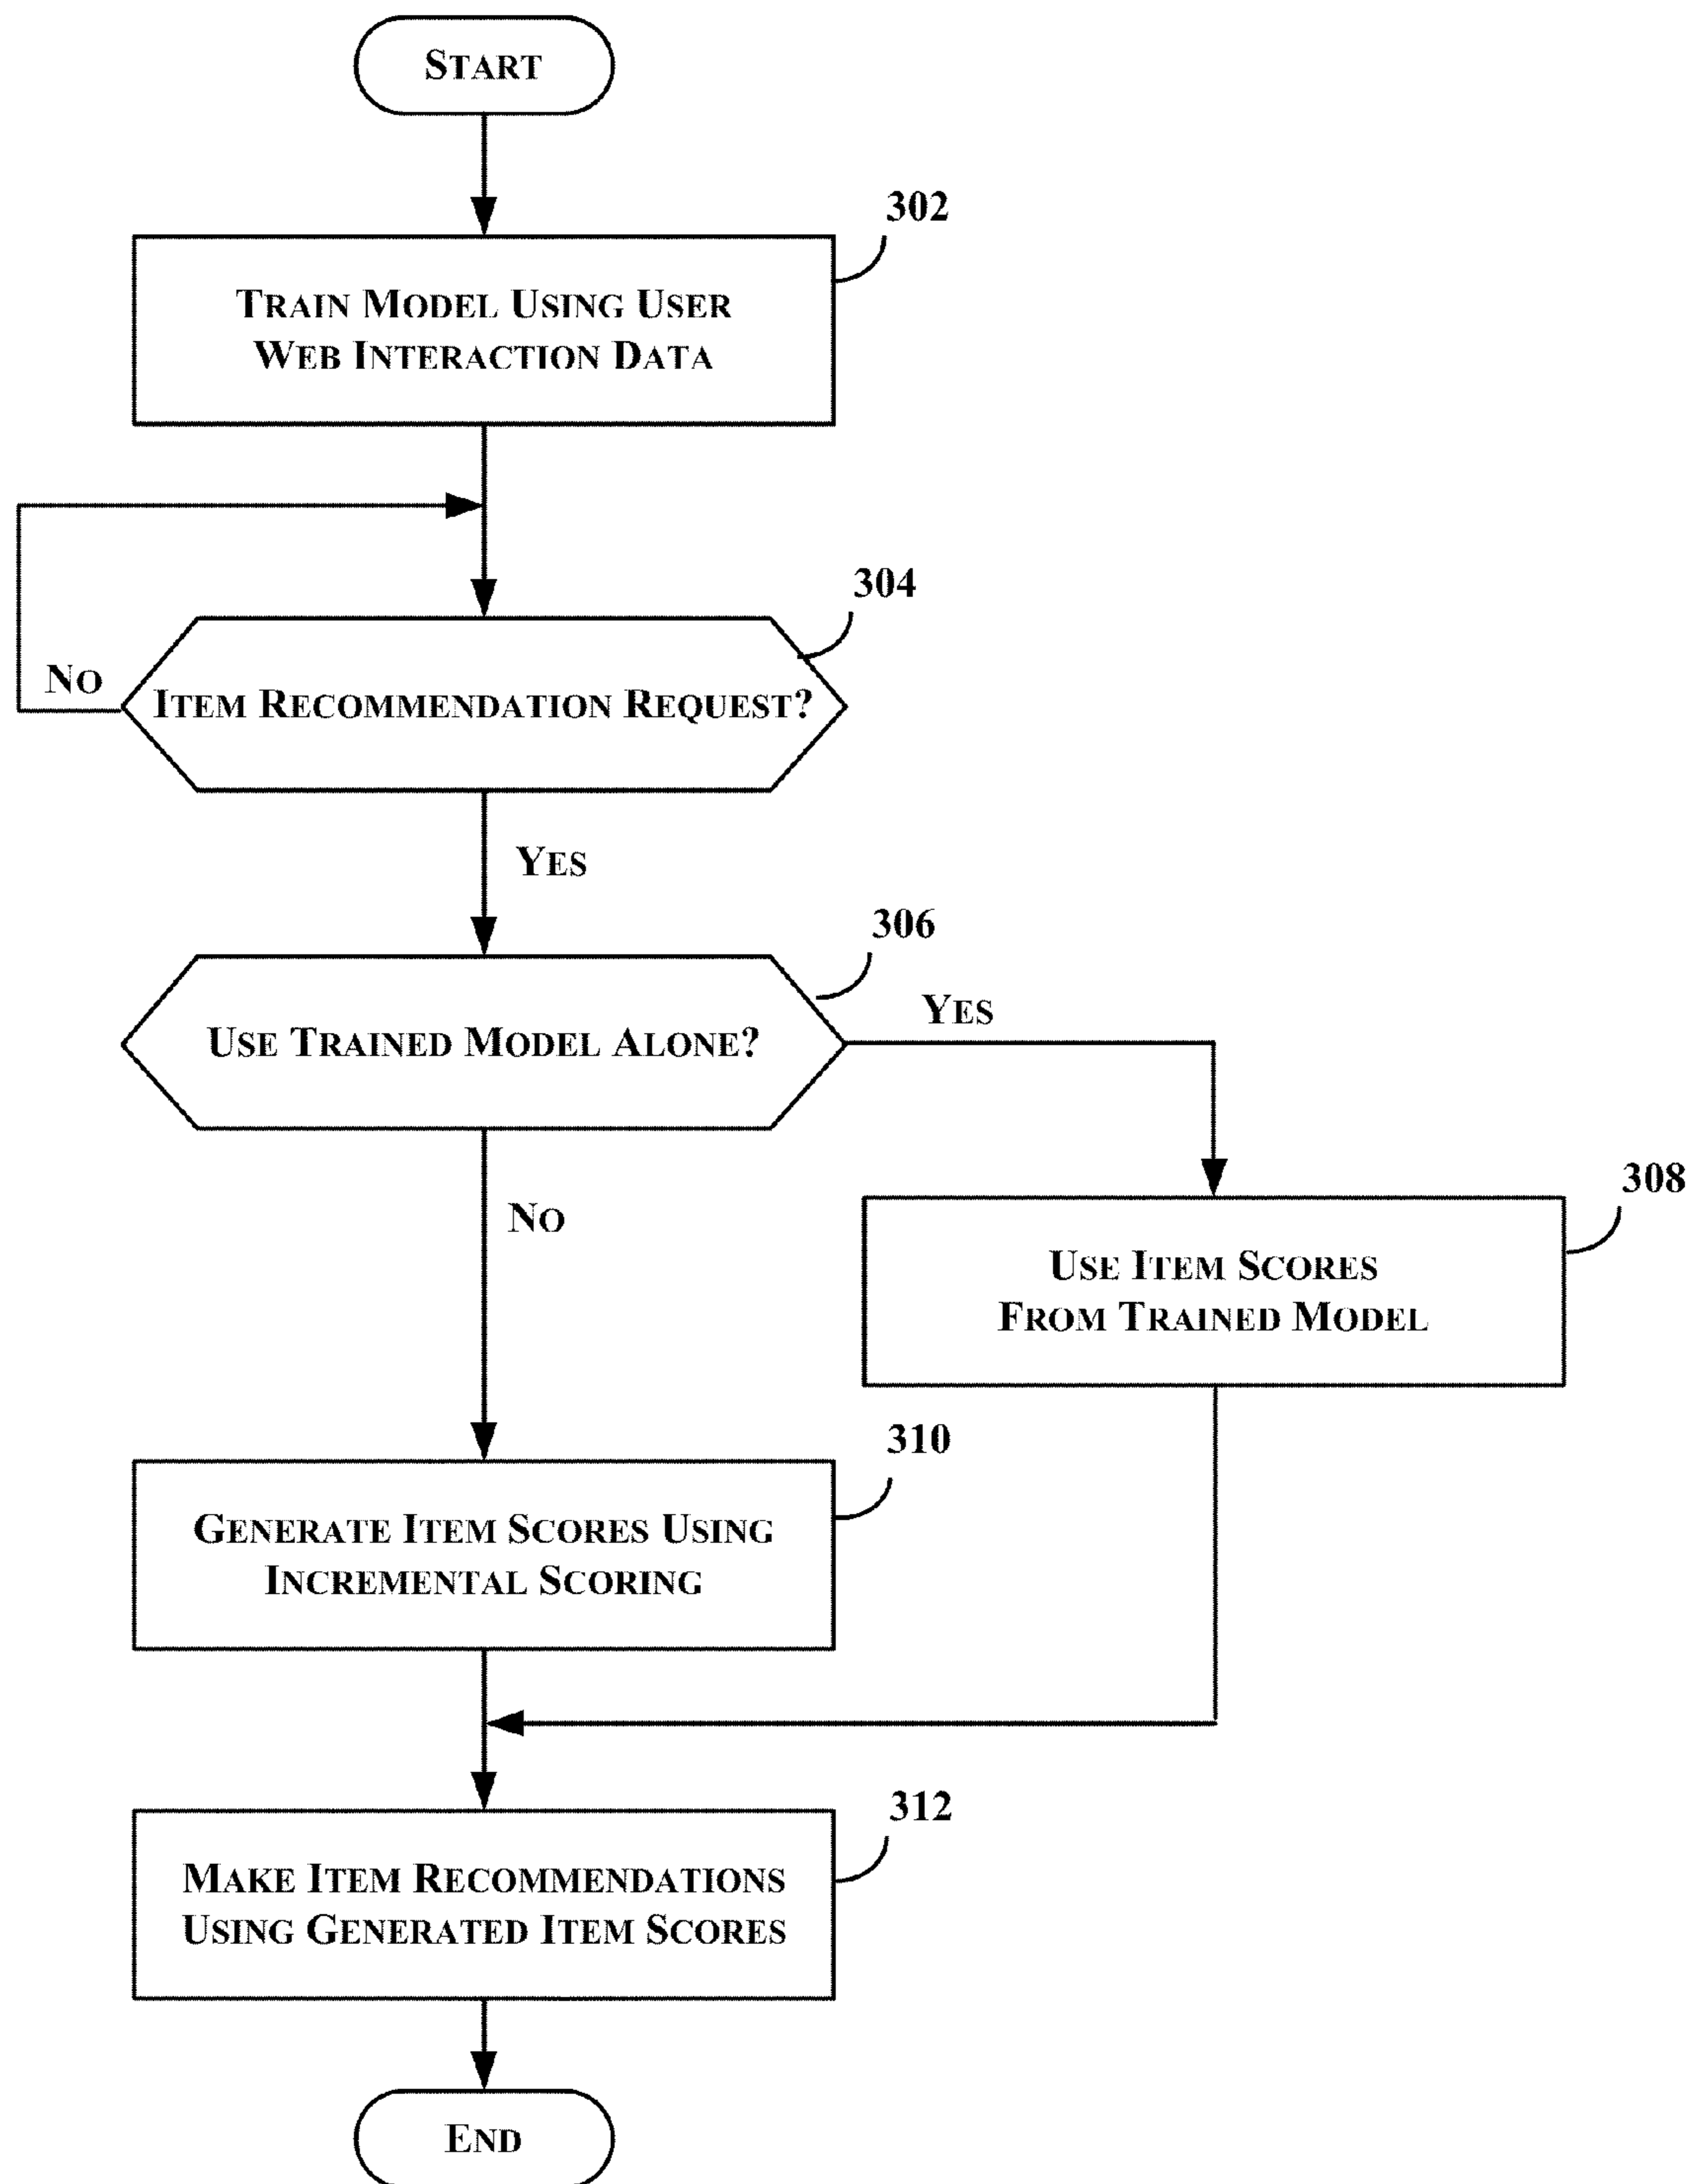 START
302
TRAIN MODEL USING USER
WEB INTERACTION DATA
304
NO
ITEM RECOMMENDATION REQUEST?
YES
306
USE TRAINED MODEL ALONE?
YES
NO
308
USE ITEM SCORES
FROM TRAINED MODEL
310
GENERATE ITEM SCORES USING
INCREMENTAL SCORING
312
MAKE ITEM RECOMMENDATIONS
USING GENERATED ITEM SCORES
END